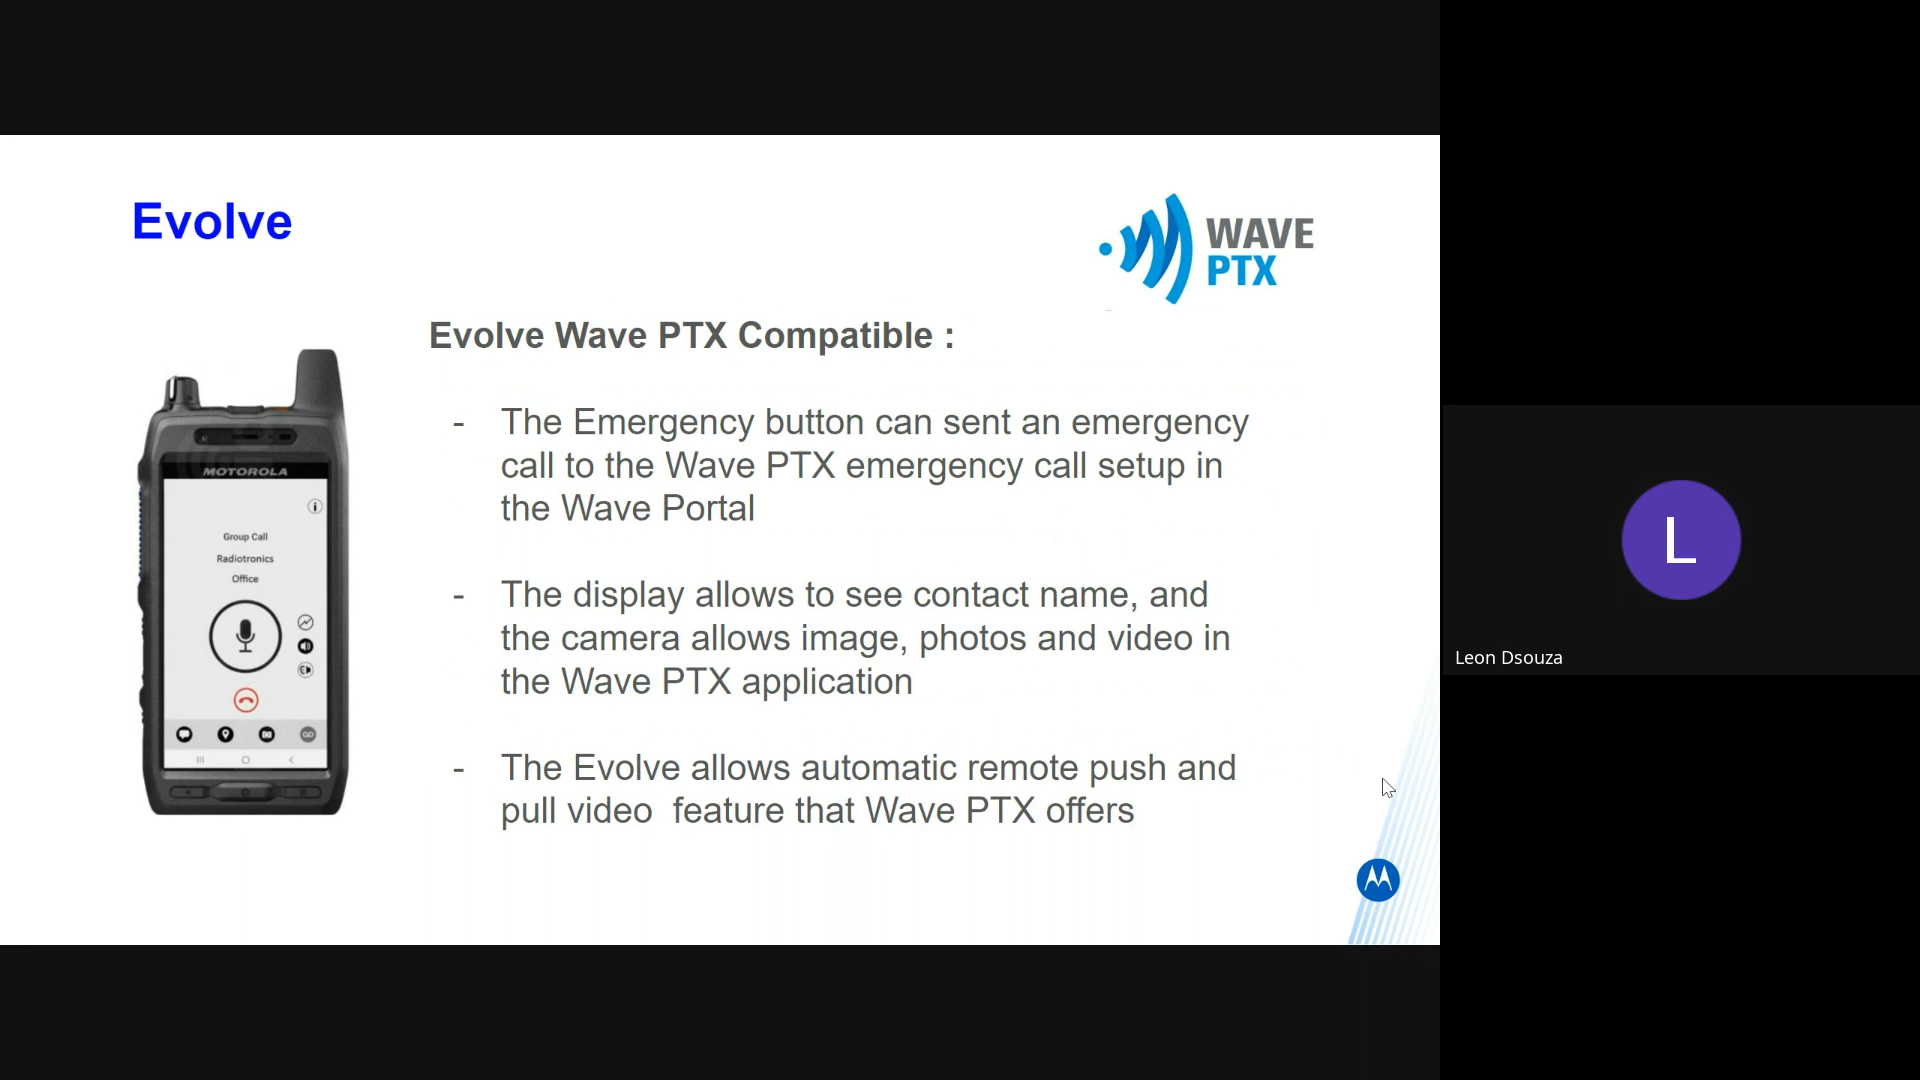 Evolve
WAVE
PTX
Evolve Wave PTX Compatible :
- The Emergency button can sent an emergency
call to the Wave PTX emergency call setup in
the Wave Portal
- The display allows to see contact name, and
the camera allows image, photos and video in
the Wave PTX application
- The Evolve allows automatic remote push and
pull video  feature that Wave PTX offers
MOTOROLA
Group Call
Radiotronics
Office
L
Leon Dsouza